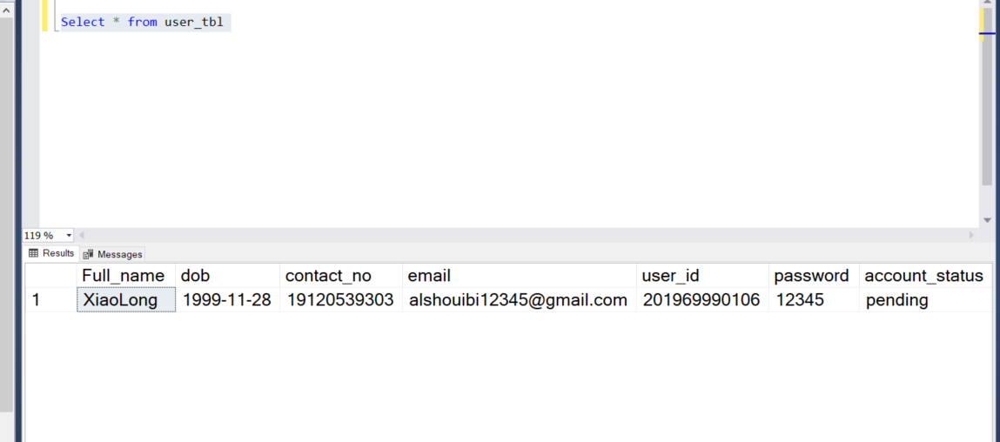 Select * from user_tbl
119 %
Results Messages
Full_name dob contact_no email user_id password account_status
1 XiaoLong 1999-11-28 19120539303 alshouibi12345@gmail.com 201969990106 12345 pending